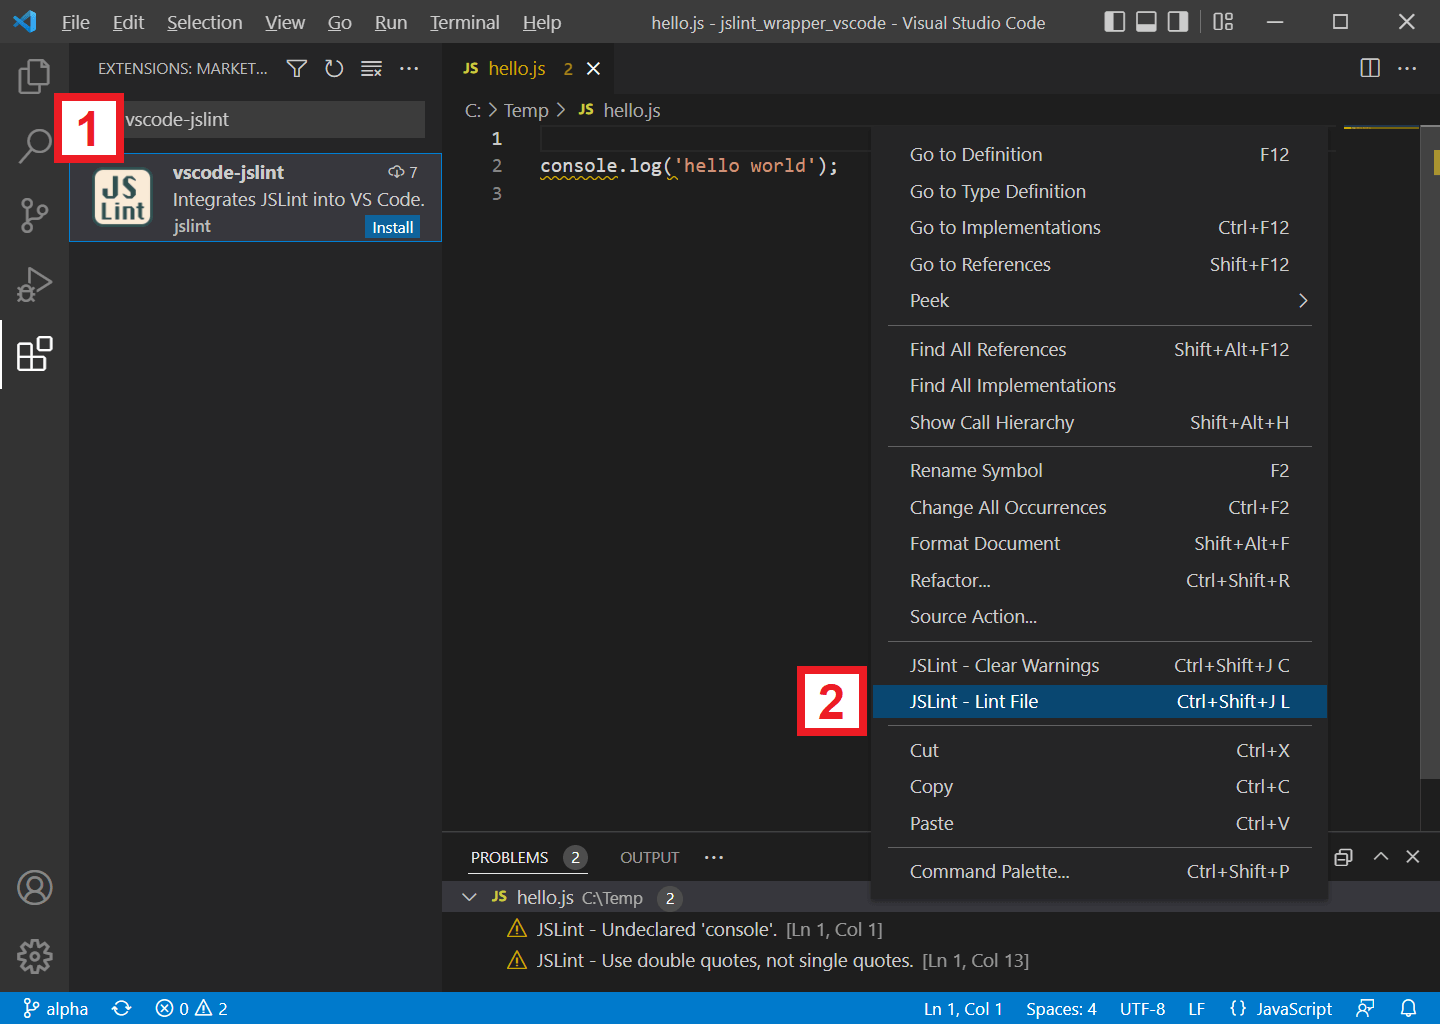 File Edit Selection View Go Run Terminal Help hello.js - jslint_wrapper_vscode - Visual Studio Code
EXTENSIONS: MARKET...
1
vscode-jslint
JS
Lint
vscode-jslint 7
Integrates JSLint into VS Code.
jslint Install
JS hello.js 2
C: > Temp > JS hello.js
1
2 console.log('hello world');
3
Go to Definition F12
Go to Type Definition
Go to Implementations Ctrl+F12
Go to References Shift+F12
Peek
Find All References Shift+Alt+F12
Find All Implementations
Show Call Hierarchy Shift+Alt+H
Rename Symbol F2
Change All Occurrences Ctrl+F2
Format Document Shift+Alt+F
Refactor... Ctrl+Shift+R
Source Action...
JSLint - Clear Warnings Ctrl+Shift+J C
2
JSLint - Lint File Ctrl+Shift+J L
Cut Ctrl+X
Copy Ctrl+C
Paste Ctrl+V
Command Palette... Ctrl+Shift+P
PROBLEMS 2 OUTPUT ...
JS hello.js C:\Temp 2
JSLint - Undeclared 'console'. [Ln 1, Col 1]
JSLint - Use double quotes, not single quotes. [Ln 1, Col 13]
alpha 0 2 Ln 1, Col 1 Spaces: 4 UTF-8 LF {} JavaScript